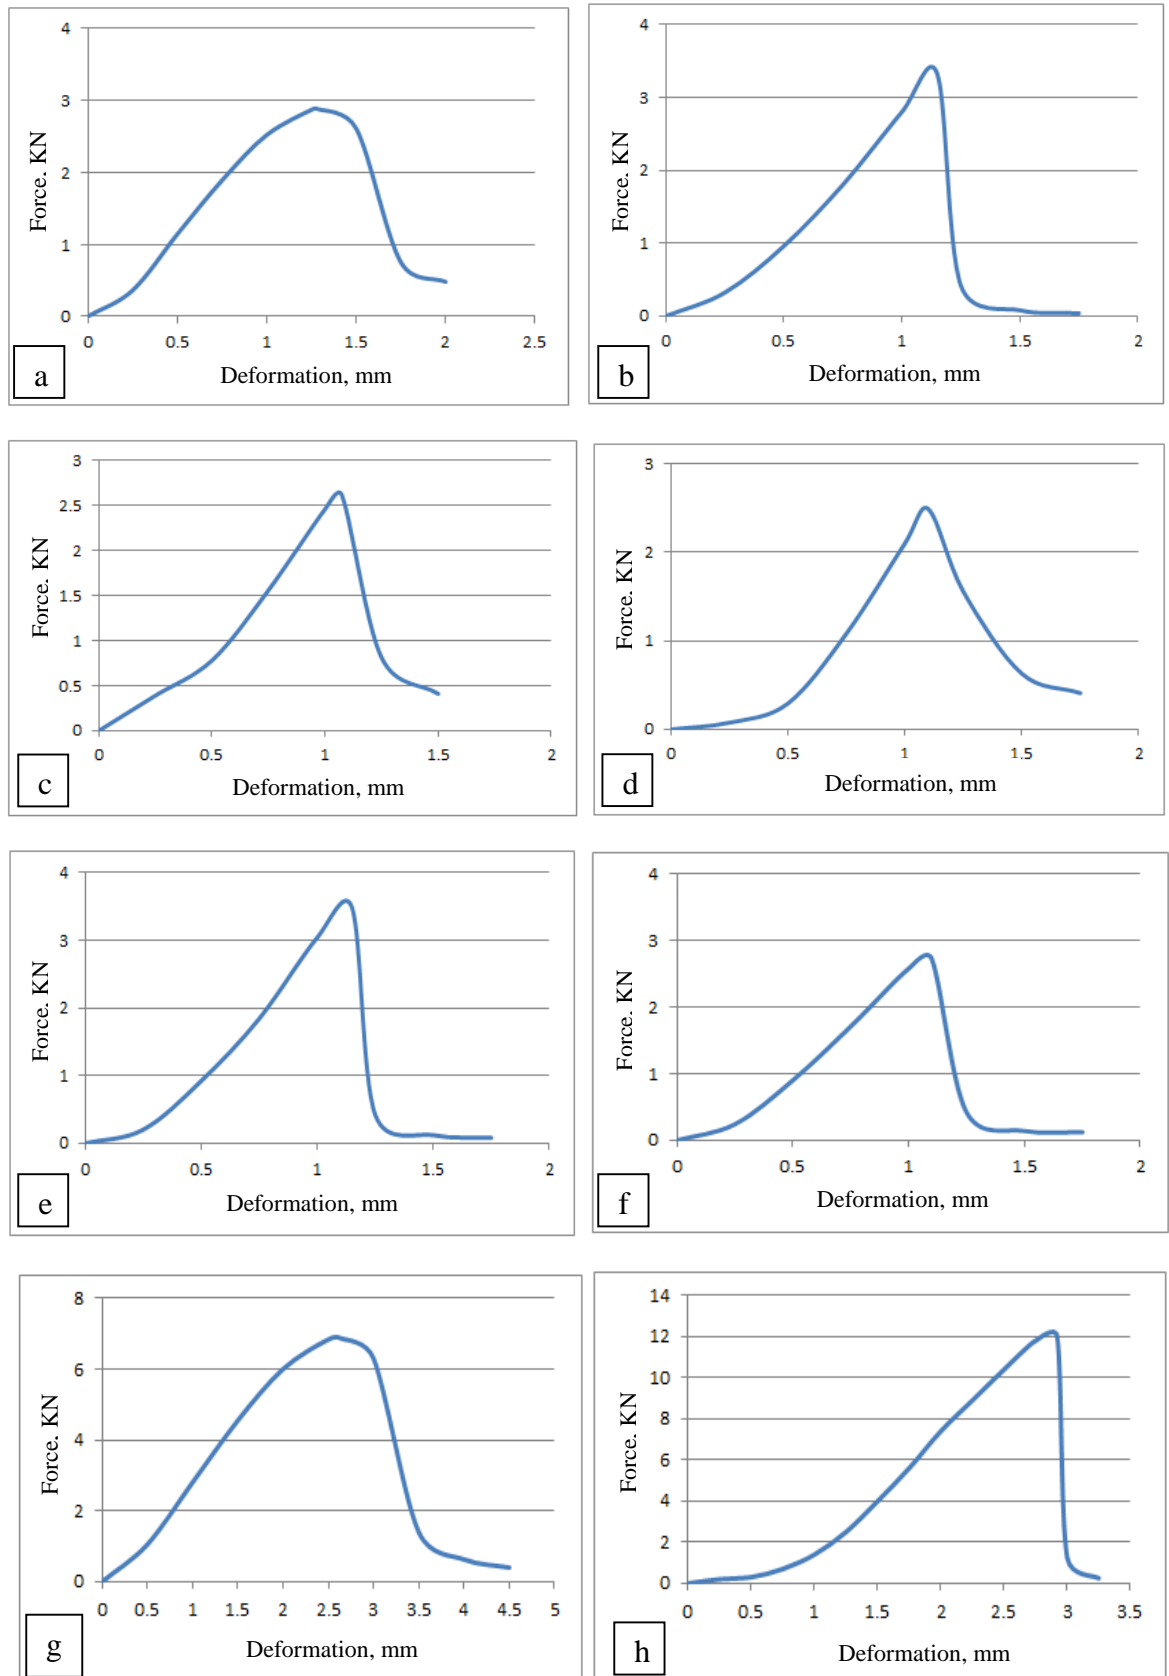 4
3
2
1
0
0 0.5 1 1.5 2 2.5
Force. KN
Deformation, mm
a
4
3
2
1
0
0 0.5 1 1.5 2
Force. KN
Deformation, mm
b
3
2.5
2
1.5
1
0.5
0
0 0.5 1 1.5 2
Force. KN
Deformation, mm
c
3
2
1
0
0 0.5 1 1.5 2
Force. KN
Deformation, mm
d
4
3
2
1
0
0 0.5 1 1.5 2
Force. KN
Deformation, mm
e
4
3
2
1
0
0 0.5 1 1.5 2
Force. KN
Deformation, mm
f
8
6
4
2
0
0 0.5 1 1.5 2 2.5 3 3.5 4 4.5 5
Force. KN
Deformation, mm
g
14
12
10
8
6
4
2
0
0 0.5 1 1.5 2 2.5 3 3.5
Force. KN
Deformation, mm
h